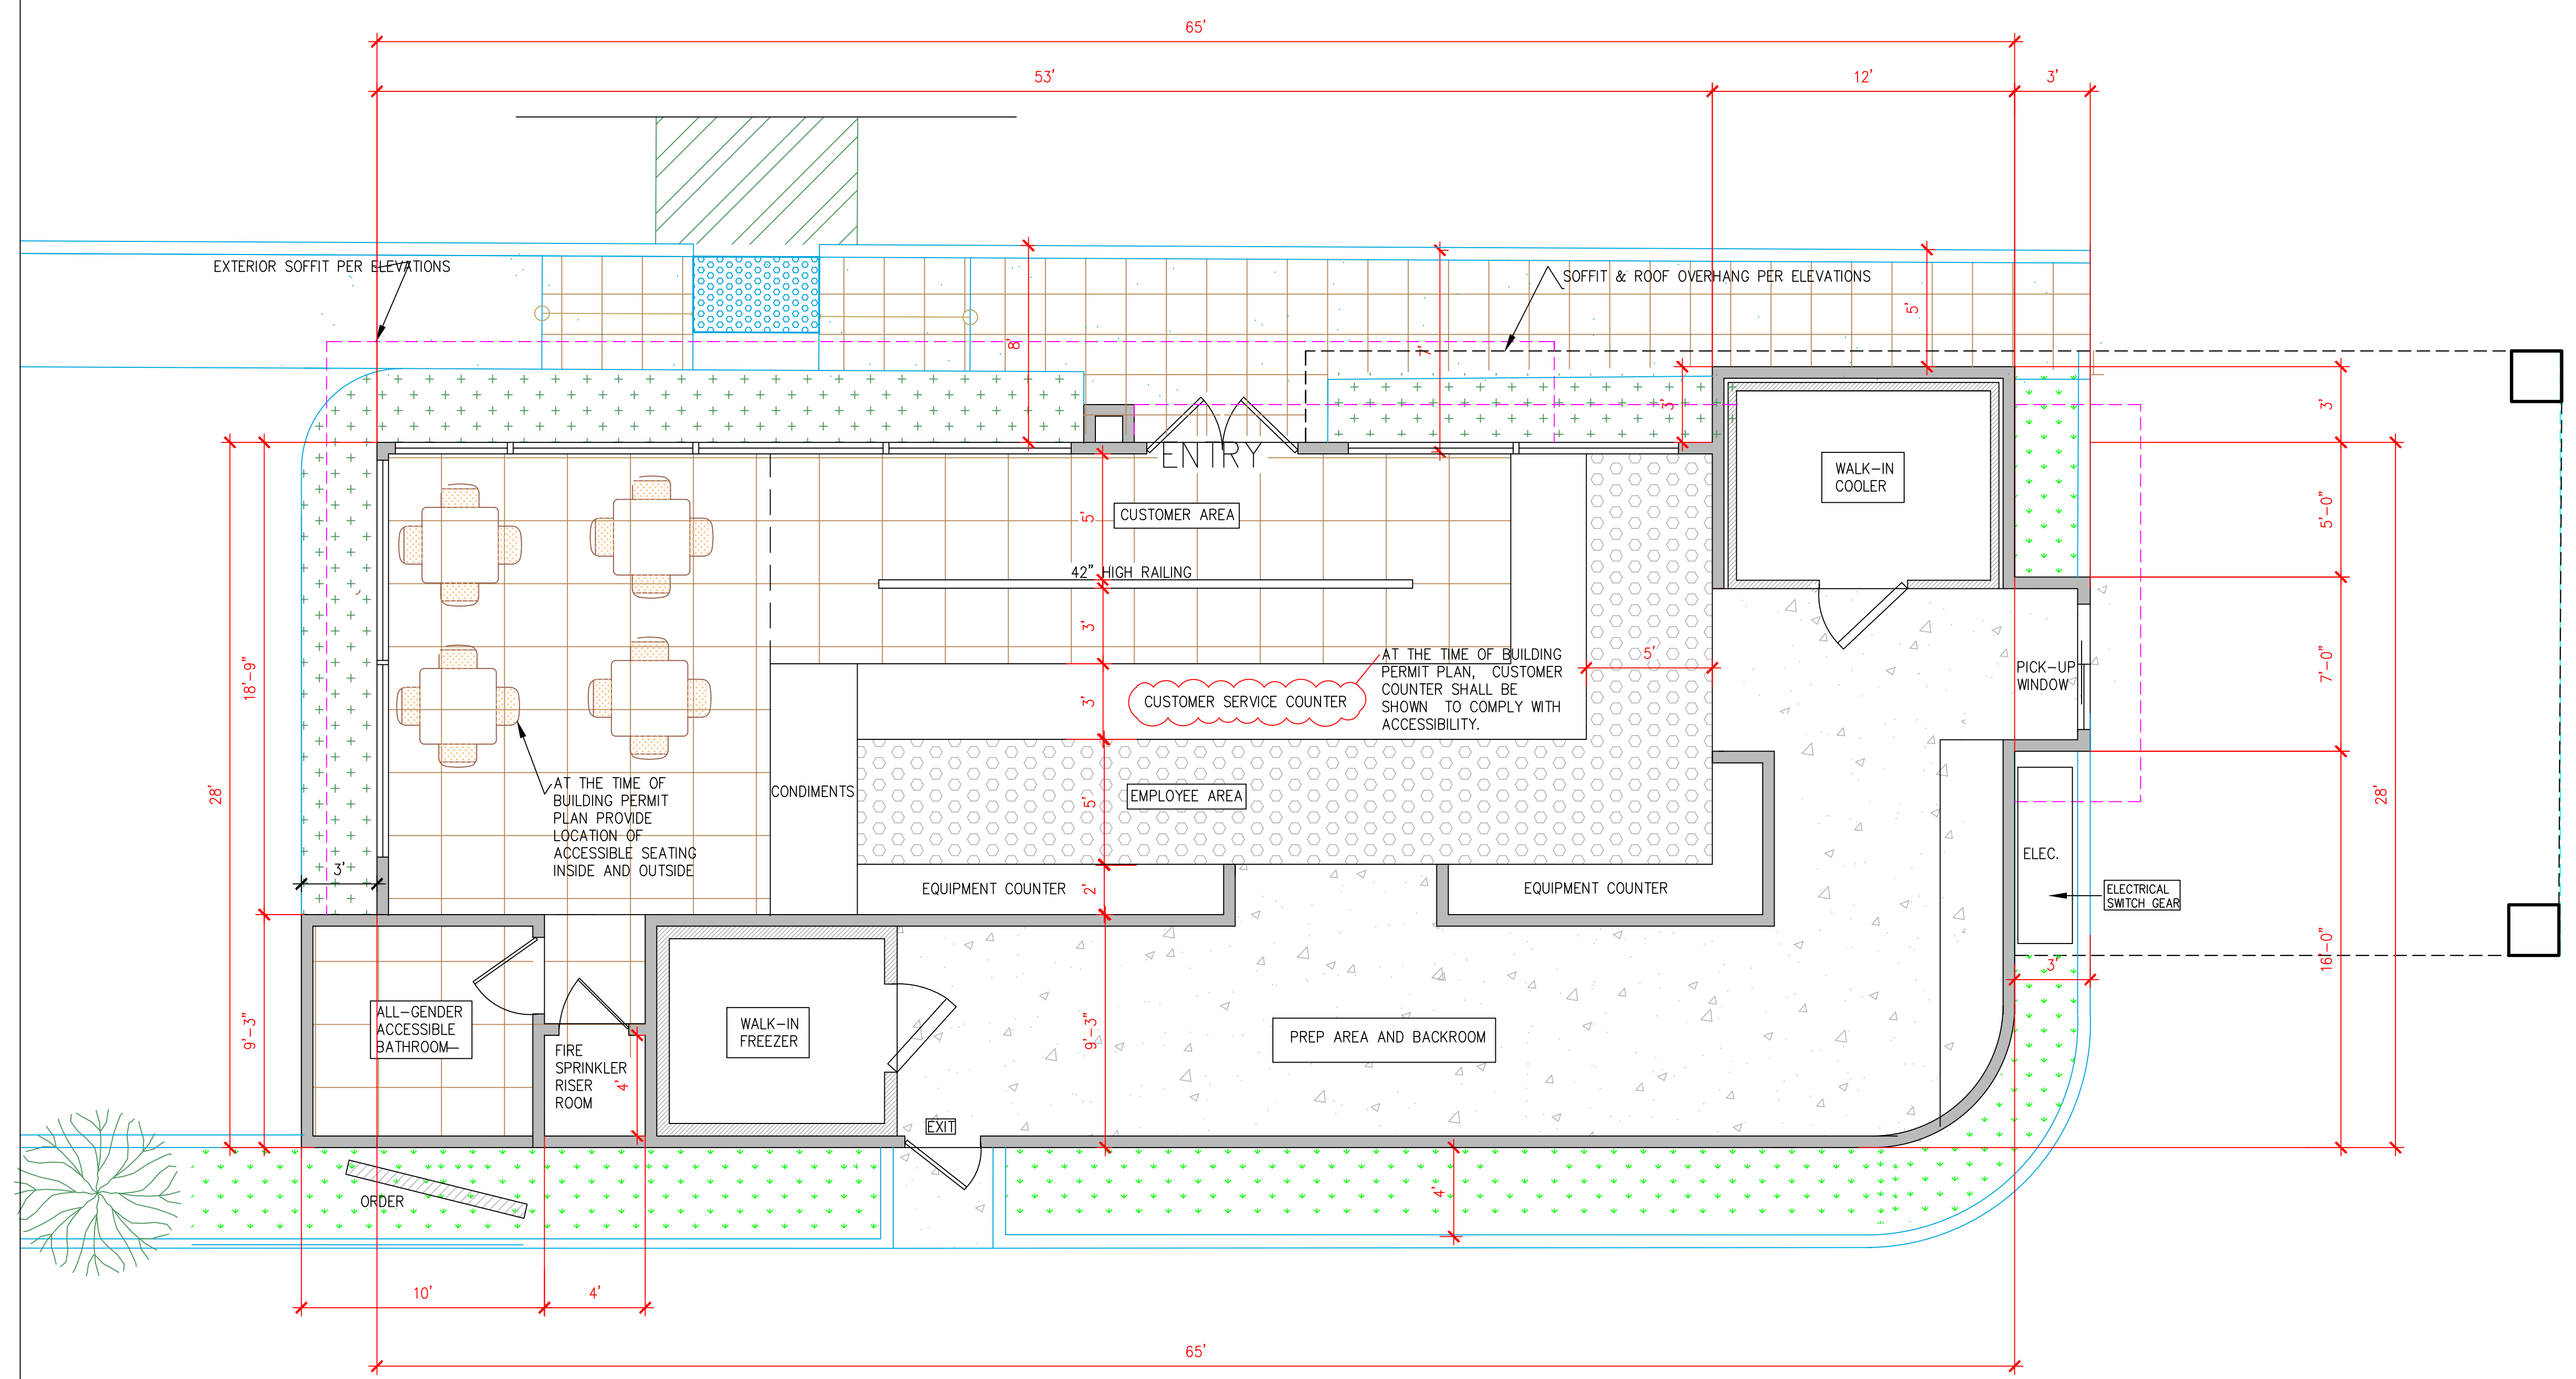 65'
53'
12'
3'
EXTERIOR SOFFIT PER ELEVATIONS
SOFFIT & ROOF OVERHANG PER ELEVATIONS
5'
8'
7'
3'
3'
ENTRY
WALK-IN
COOLER
CUSTOMER AREA
5'
5'-0"
42" HIGH RAILING
3'
AT THE TIME OF BUILDING
PERMIT PLAN, CUSTOMER
COUNTER SHALL BE
SHOWN TO COMPLY WITH
ACCESSIBILITY.
5'
PICK-UP
WINDOW
7'-0"
18'-9"
3'
CUSTOMER SERVICE COUNTER
28'
AT THE TIME OF
BUILDING PERMIT
PLAN PROVIDE
LOCATION OF
ACCESSIBLE SEATING
INSIDE AND OUTSIDE
CONDIMENTS
5'
EMPLOYEE AREA
28'
3'
EQUIPMENT COUNTER
2'
EQUIPMENT COUNTER
ELEC.
ELECTRICAL
SWITCH GEAR
16'-0"
3'
9'-3"
ALL-GENDER
ACCESSIBLE
BATHROOM
FIRE
SPRINKLER
RISER
ROOM
4'
WALK-IN
FREEZER
9'-3"
PREP AREA AND BACKROOM
EXIT
ORDER
4'
10'
4'
65'